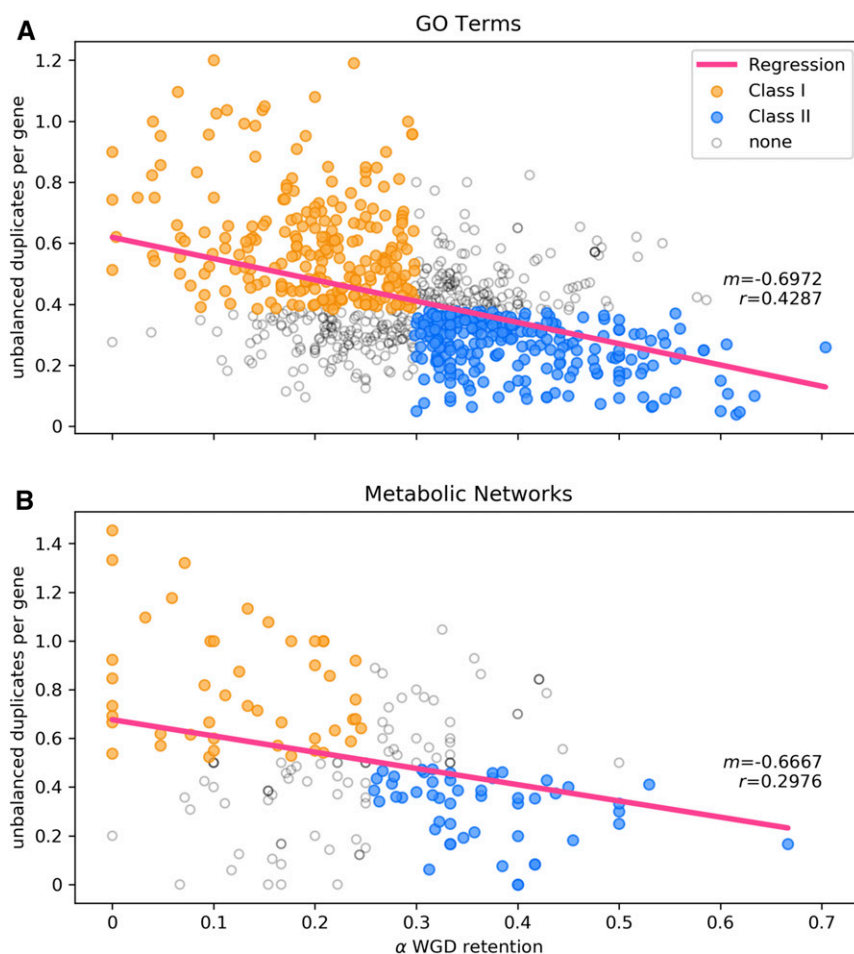 A
GO Terms
unbalanced duplicates per gene
1.2
1.0
0.8
0.6
0.4
0.2
0
Regression
Class I
Class II
none
m=-0.6972
r=0.4287
B
Metabolic Networks
unbalanced duplicates per gene
1.4
1.2
1.0
0.8
0.6
0.4
0.2
0
m=-0.6667
r=0.2976
0 0.1 0.2 0.3 0.4 0.5 0.6 0.7
α WGD retention